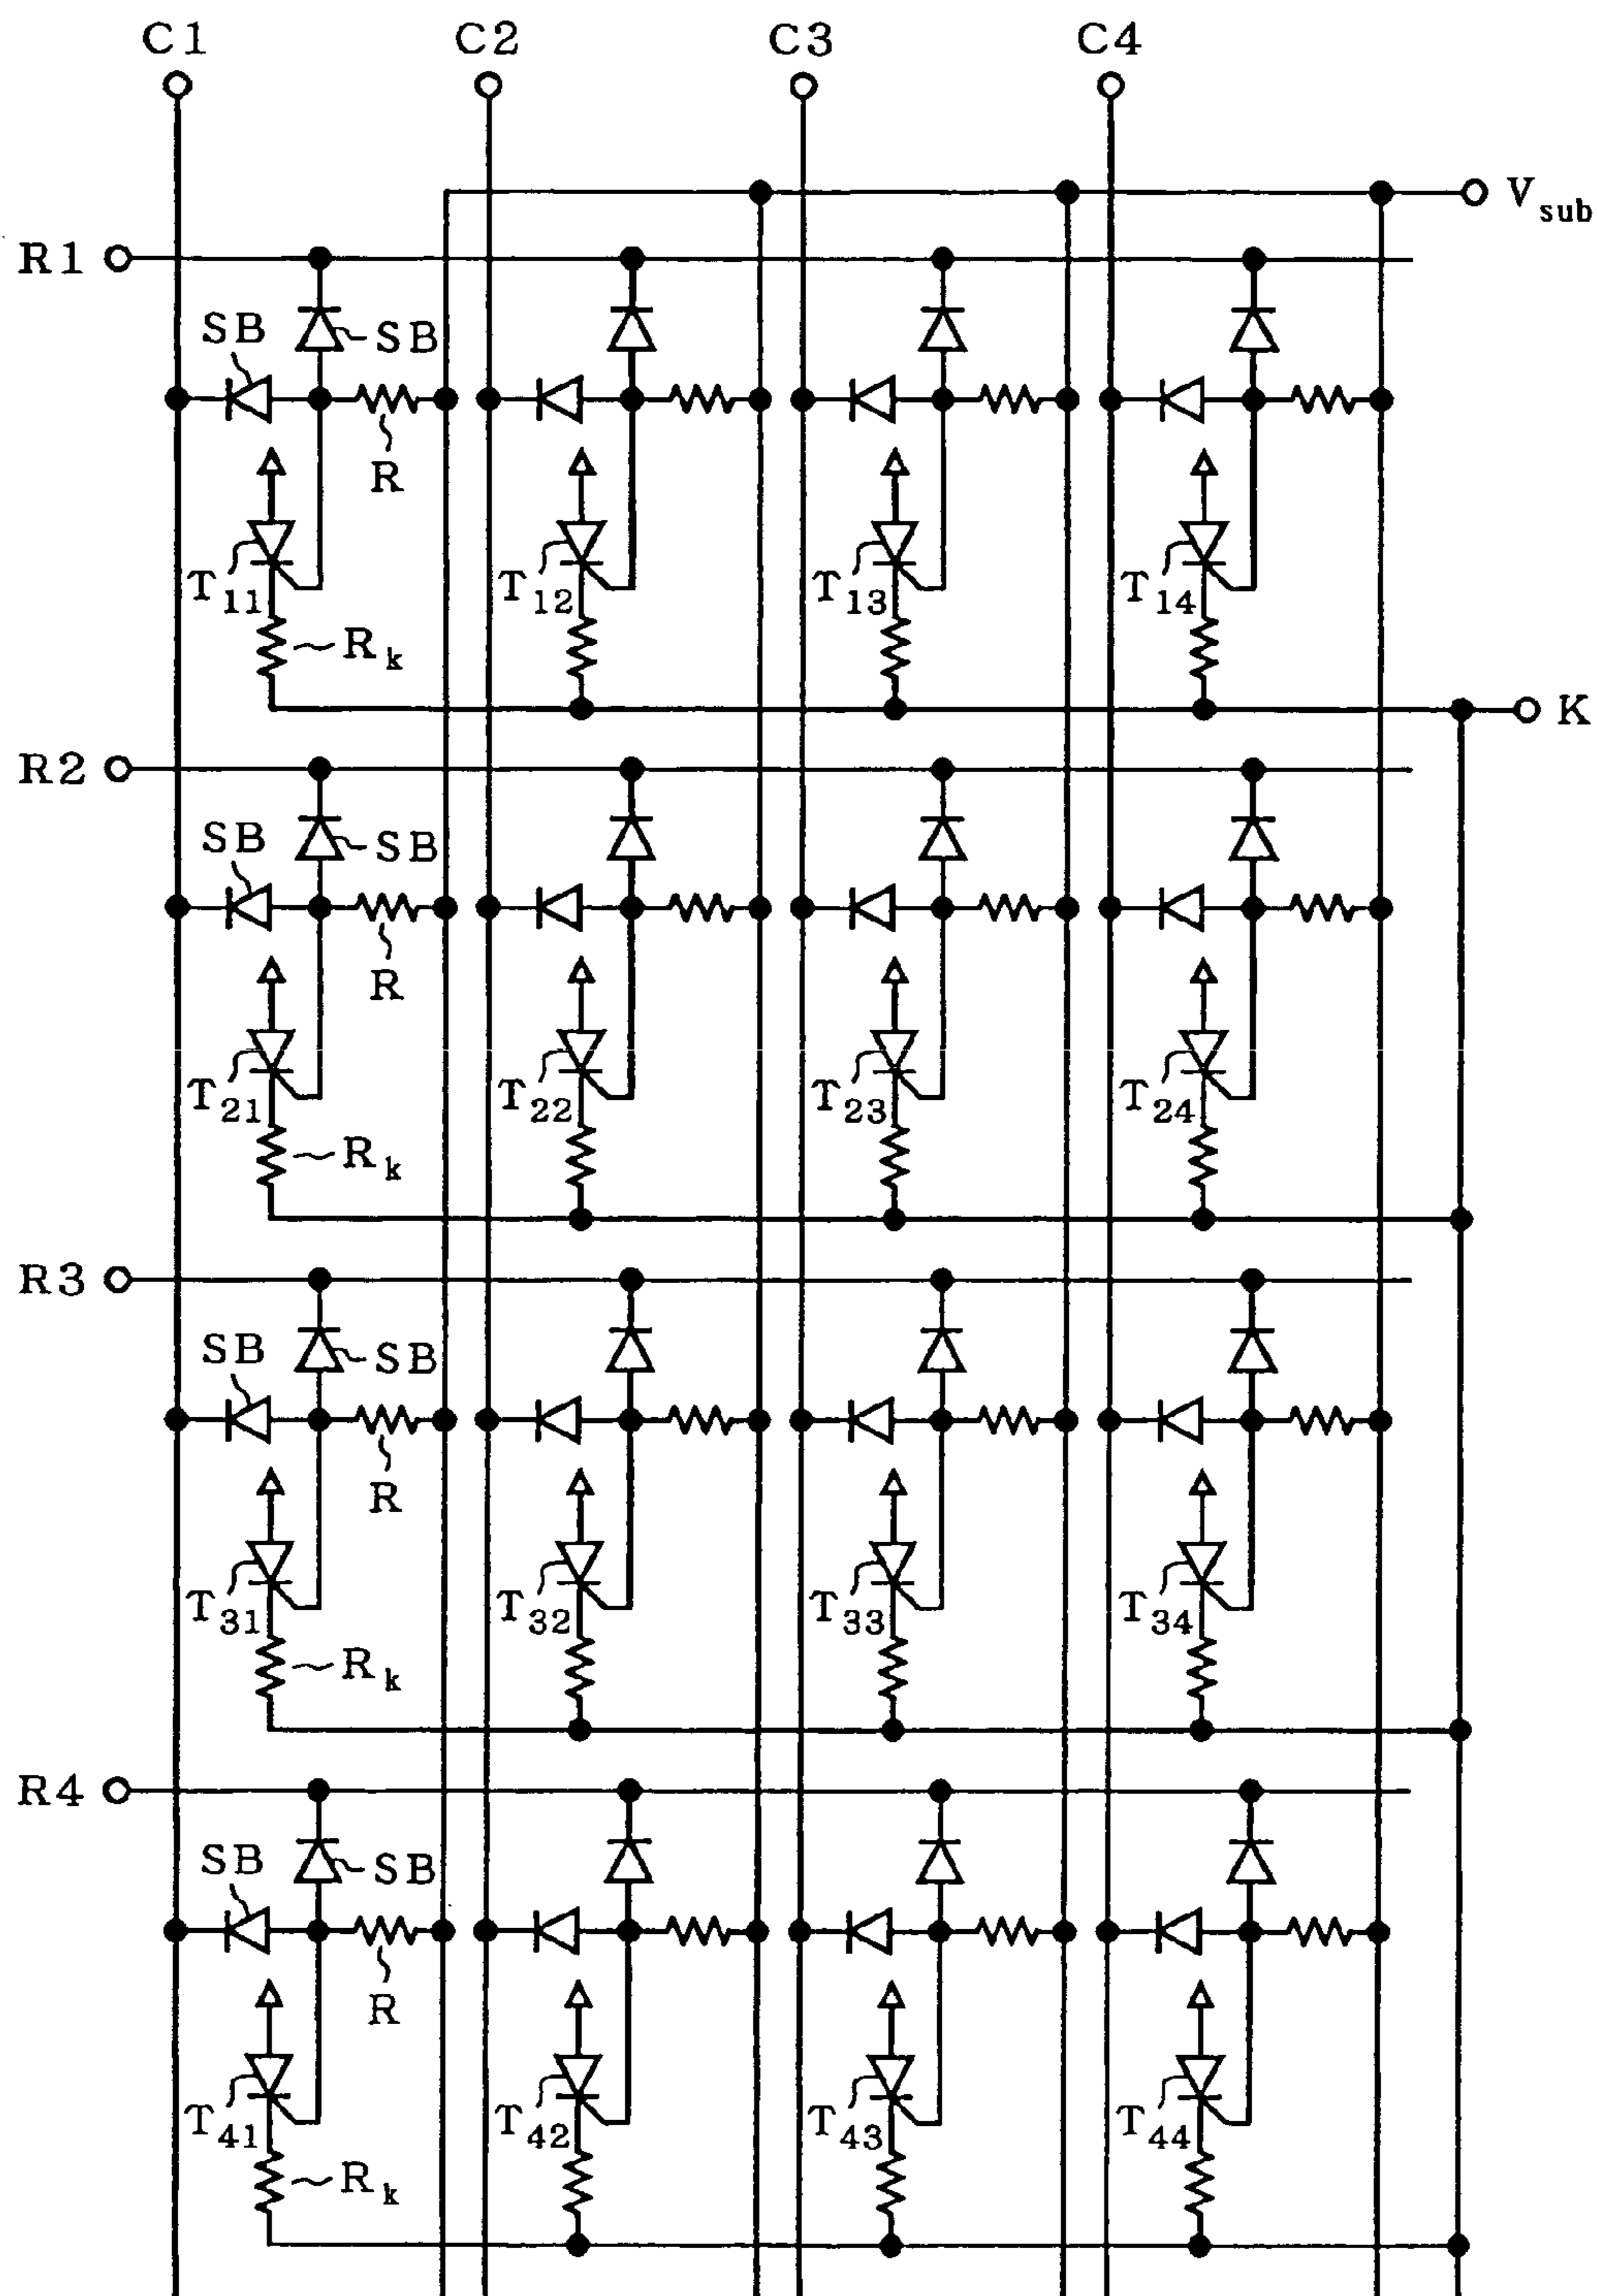 C1 C2 C3 C4
Vsub
R1
SB SB
R
T11 T12 T13 T14
Rk
K
R2
SB SB
R
T21 T22 T23 T24
Rk
R3
SB SB
R
T31 T32 T33 T34
Rk
R4
SB SB
R
T41 T42 T43 T44
Rk